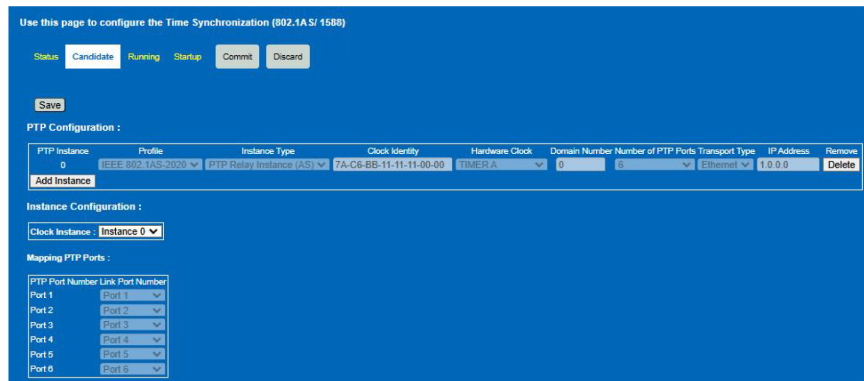 Use this page to configure the Time Synchronization (802.1AS/ 1588)
Status Candidate Running Startup Commit Discard
Save
PTP Configuration :
PTP Instance Profile Instance Type Clock Identity Hardware Clock Domain Number Number of PTP Ports Transport Type IP Address Remove
0 IEEE 802.1AS-2020 PTP Relay Instance (AS) 7A-C6-BB-11-11-11-00-00 TIMER A 0 6 Ethernet 1.0.0.0 Delete
Add Instance
Instance Configuration :
Clock Instance : Instance 0
Mapping PTP Ports :
PTP Port Number Link Port Number
Port 1 Port 1
Port 2 Port 2
Port 3 Port 3
Port 4 Port 4
Port 5 Port 5
Port 6 Port 6